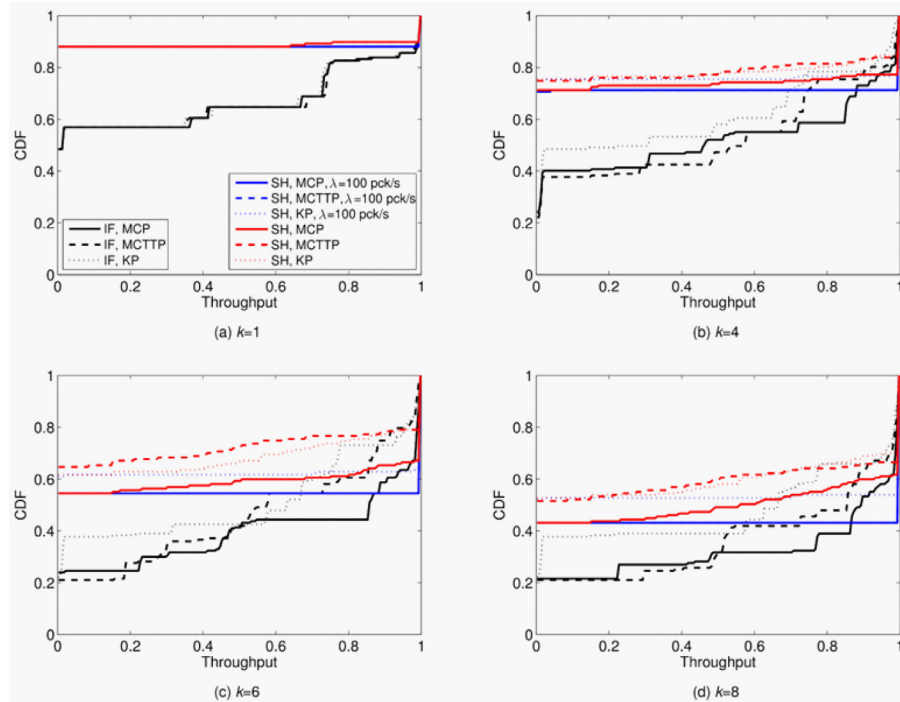 1
0.8
0.6
0.4
0.2
0
CDF
IF, MCP
IF, MCTTP
IF, KP
SH, MCP, λ=100 pck/s
SH, MCTTP, λ=100 pck/s
SH, KP, λ=100 pck/s
SH, MCP
SH, MCTTP
SH, KP
0 0.2 0.4 0.6 0.8 1
Throughput
(a) k=1
1
0.8
0.6
0.4
0.2
0
CDF
0 0.2 0.4 0.6 0.8 1
Throughput
(b) k=4
1
0.8
0.6
0.4
0.2
0
CDF
0 0.2 0.4 0.6 0.8 1
Throughput
(c) k=6
1
0.8
0.6
0.4
0.2
0
CDF
0 0.2 0.4 0.6 0.8 1
Throughput
(d) k=8